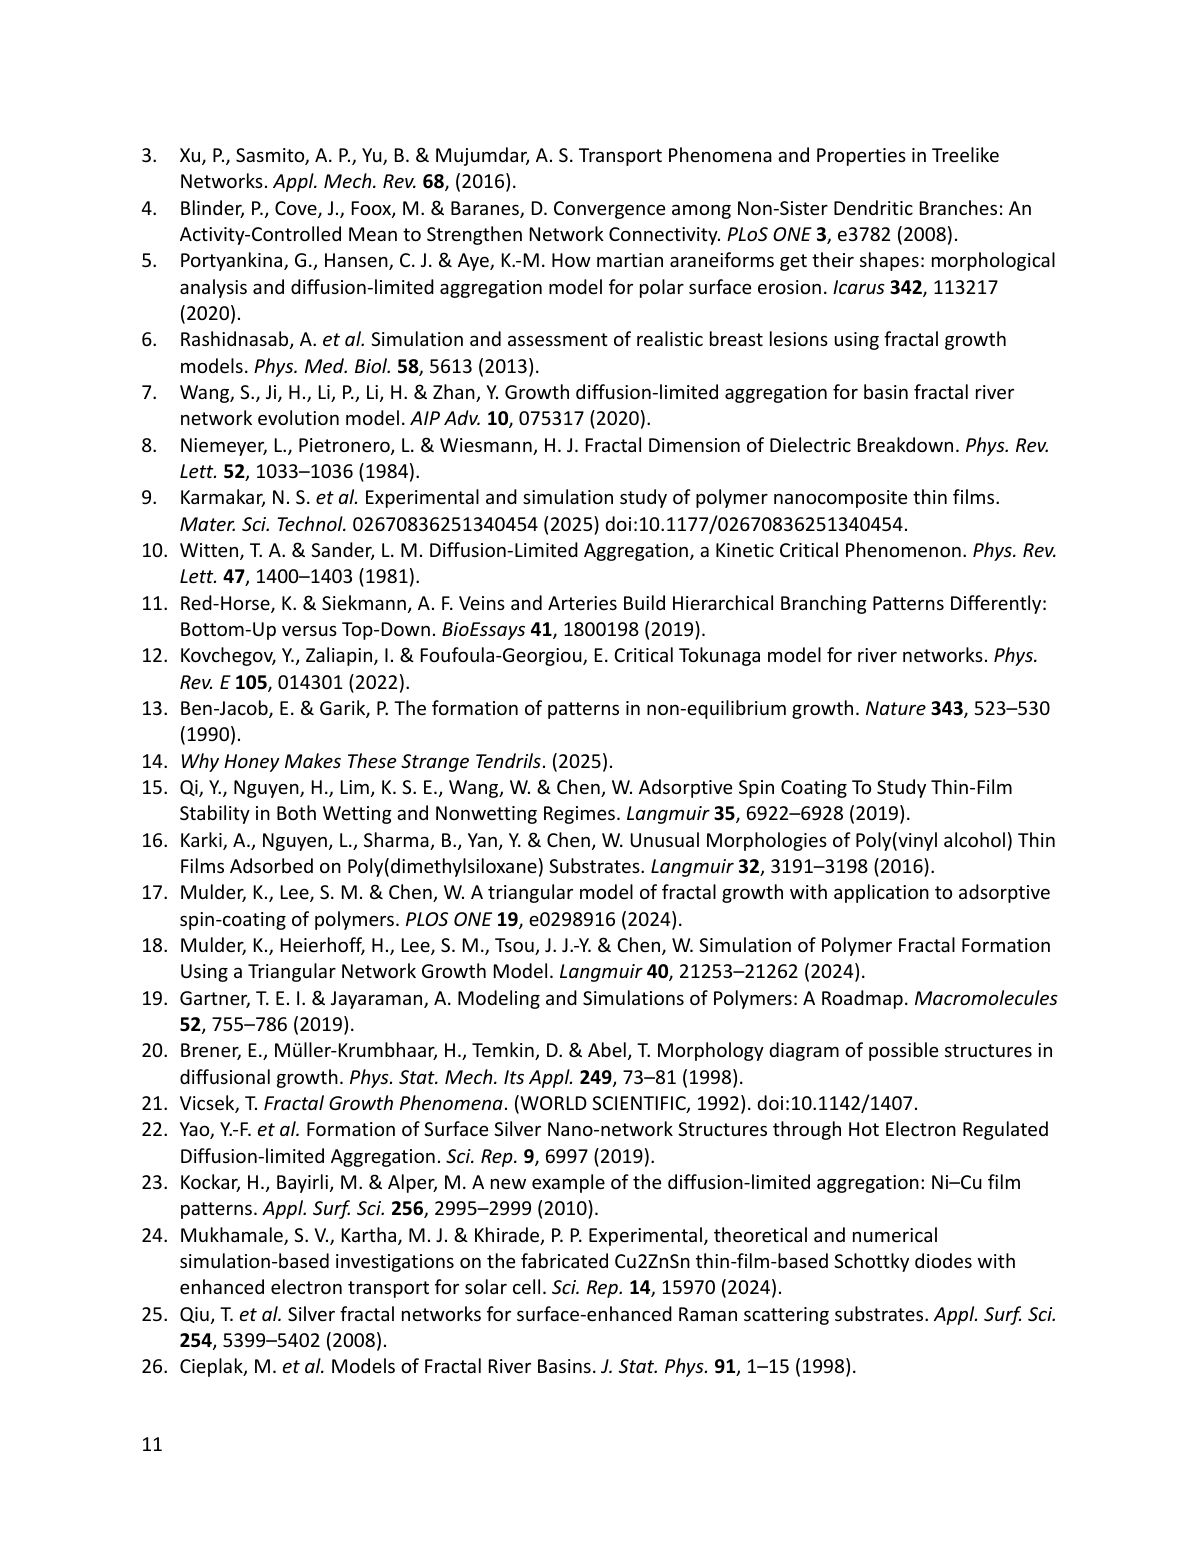 3. Xu, P., Sasmito, A. P., Yu, B. & Mujumdar, A. S. Transport Phenomena and Properties in Treelike
Networks. Appl. Mech. Rev. 68, (2016).
4. Blinder, P., Cove, J., Foox, M. & Baranes, D. Convergence among Non-Sister Dendritic Branches: An
Activity-Controlled Mean to Strengthen Network Connectivity. PLoS ONE 3, e3782 (2008).
5. Portyankina, G., Hansen, C. J. & Aye, K.-M. How martian araneiforms get their shapes: morphological
analysis and diffusion-limited aggregation model for polar surface erosion. Icarus 342, 113217
(2020).
6. Rashidnasab, A. et al. Simulation and assessment of realistic breast lesions using fractal growth
models. Phys. Med. Biol. 58, 5613 (2013).
7. Wang, S., Ji, H., Li, P., Li, H. & Zhan, Y. Growth diffusion-limited aggregation for basin fractal river
network evolution model. AIP Adv. 10, 075317 (2020).
8. Niemeyer, L., Pietronero, L. & Wiesmann, H. J. Fractal Dimension of Dielectric Breakdown. Phys. Rev.
Lett. 52, 1033–1036 (1984).
9. Karmakar, N. S. et al. Experimental and simulation study of polymer nanocomposite thin films.
Mater. Sci. Technol. 02670836251340454 (2025) doi:10.1177/02670836251340454.
10. Witten, T. A. & Sander, L. M. Diffusion-Limited Aggregation, a Kinetic Critical Phenomenon. Phys. Rev.
Lett. 47, 1400–1403 (1981).
11. Red-Horse, K. & Siekmann, A. F. Veins and Arteries Build Hierarchical Branching Patterns Differently:
Bottom-Up versus Top-Down. BioEssays 41, 1800198 (2019).
12. Kovchegov, Y., Zaliapin, I. & Foufoula-Georgiou, E. Critical Tokunaga model for river networks. Phys.
Rev. E 105, 014301 (2022).
13. Ben-Jacob, E. & Garik, P. The formation of patterns in non-equilibrium growth. Nature 343, 523–530
(1990).
14. Why Honey Makes These Strange Tendrils. (2025).
15. Qi, Y., Nguyen, H., Lim, K. S. E., Wang, W. & Chen, W. Adsorptive Spin Coating To Study Thin-Film
Stability in Both Wetting and Nonwetting Regimes. Langmuir 35, 6922–6928 (2019).
16. Karki, A., Nguyen, L., Sharma, B., Yan, Y. & Chen, W. Unusual Morphologies of Poly(vinyl alcohol) Thin
Films Adsorbed on Poly(dimethylsiloxane) Substrates. Langmuir 32, 3191–3198 (2016).
17. Mulder, K., Lee, S. M. & Chen, W. A triangular model of fractal growth with application to adsorptive
spin-coating of polymers. PLOS ONE 19, e0298916 (2024).
18. Mulder, K., Heierhoff, H., Lee, S. M., Tsou, J. J.-Y. & Chen, W. Simulation of Polymer Fractal Formation
Using a Triangular Network Growth Model. Langmuir 40, 21253–21262 (2024).
19. Gartner, T. E. I. & Jayaraman, A. Modeling and Simulations of Polymers: A Roadmap. Macromolecules
52, 755–786 (2019).
20. Brener, E., Müller-Krumbhaar, H., Temkin, D. & Abel, T. Morphology diagram of possible structures in
diffusional growth. Phys. Stat. Mech. Its Appl. 249, 73–81 (1998).
21. Vicsek, T. Fractal Growth Phenomena. (WORLD SCIENTIFIC, 1992). doi:10.1142/1407.
22. Yao, Y.-F. et al. Formation of Surface Silver Nano-network Structures through Hot Electron Regulated
Diffusion-limited Aggregation. Sci. Rep. 9, 6997 (2019).
23. Kockar, H., Bayirli, M. & Alper, M. A new example of the diffusion-limited aggregation: Ni–Cu film
patterns. Appl. Surf. Sci. 256, 2995–2999 (2010).
24. Mukhamale, S. V., Kartha, M. J. & Khirade, P. P. Experimental, theoretical and numerical
simulation-based investigations on the fabricated Cu2ZnSn thin-film-based Schottky diodes with
enhanced electron transport for solar cell. Sci. Rep. 14, 15970 (2024).
25. Qiu, T. et al. Silver fractal networks for surface-enhanced Raman scattering substrates. Appl. Surf. Sci.
254, 5399–5402 (2008).
26. Cieplak, M. et al. Models of Fractal River Basins. J. Stat. Phys. 91, 1–15 (1998).
11